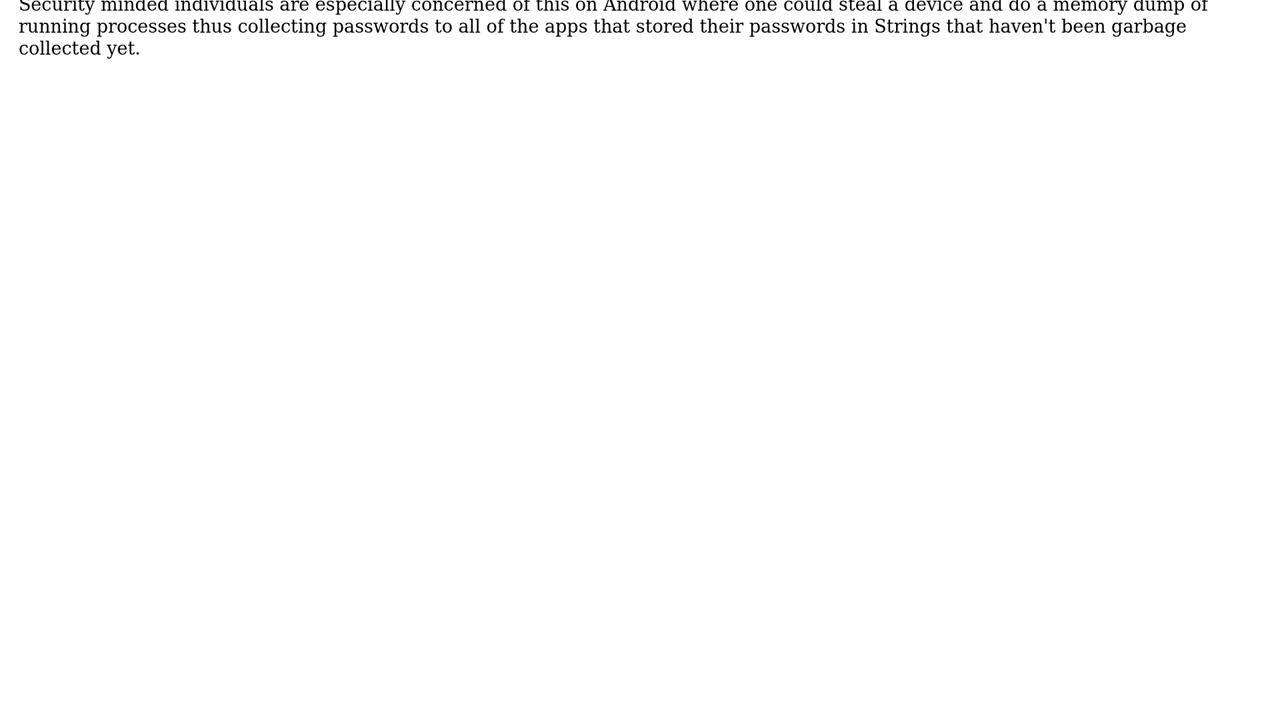 Security minded individuals are especially concerned of this on Android where one could steal a device and do a memory dump of
running processes thus collecting passwords to all of the apps that stored their passwords in Strings that haven't been garbage
collected yet.